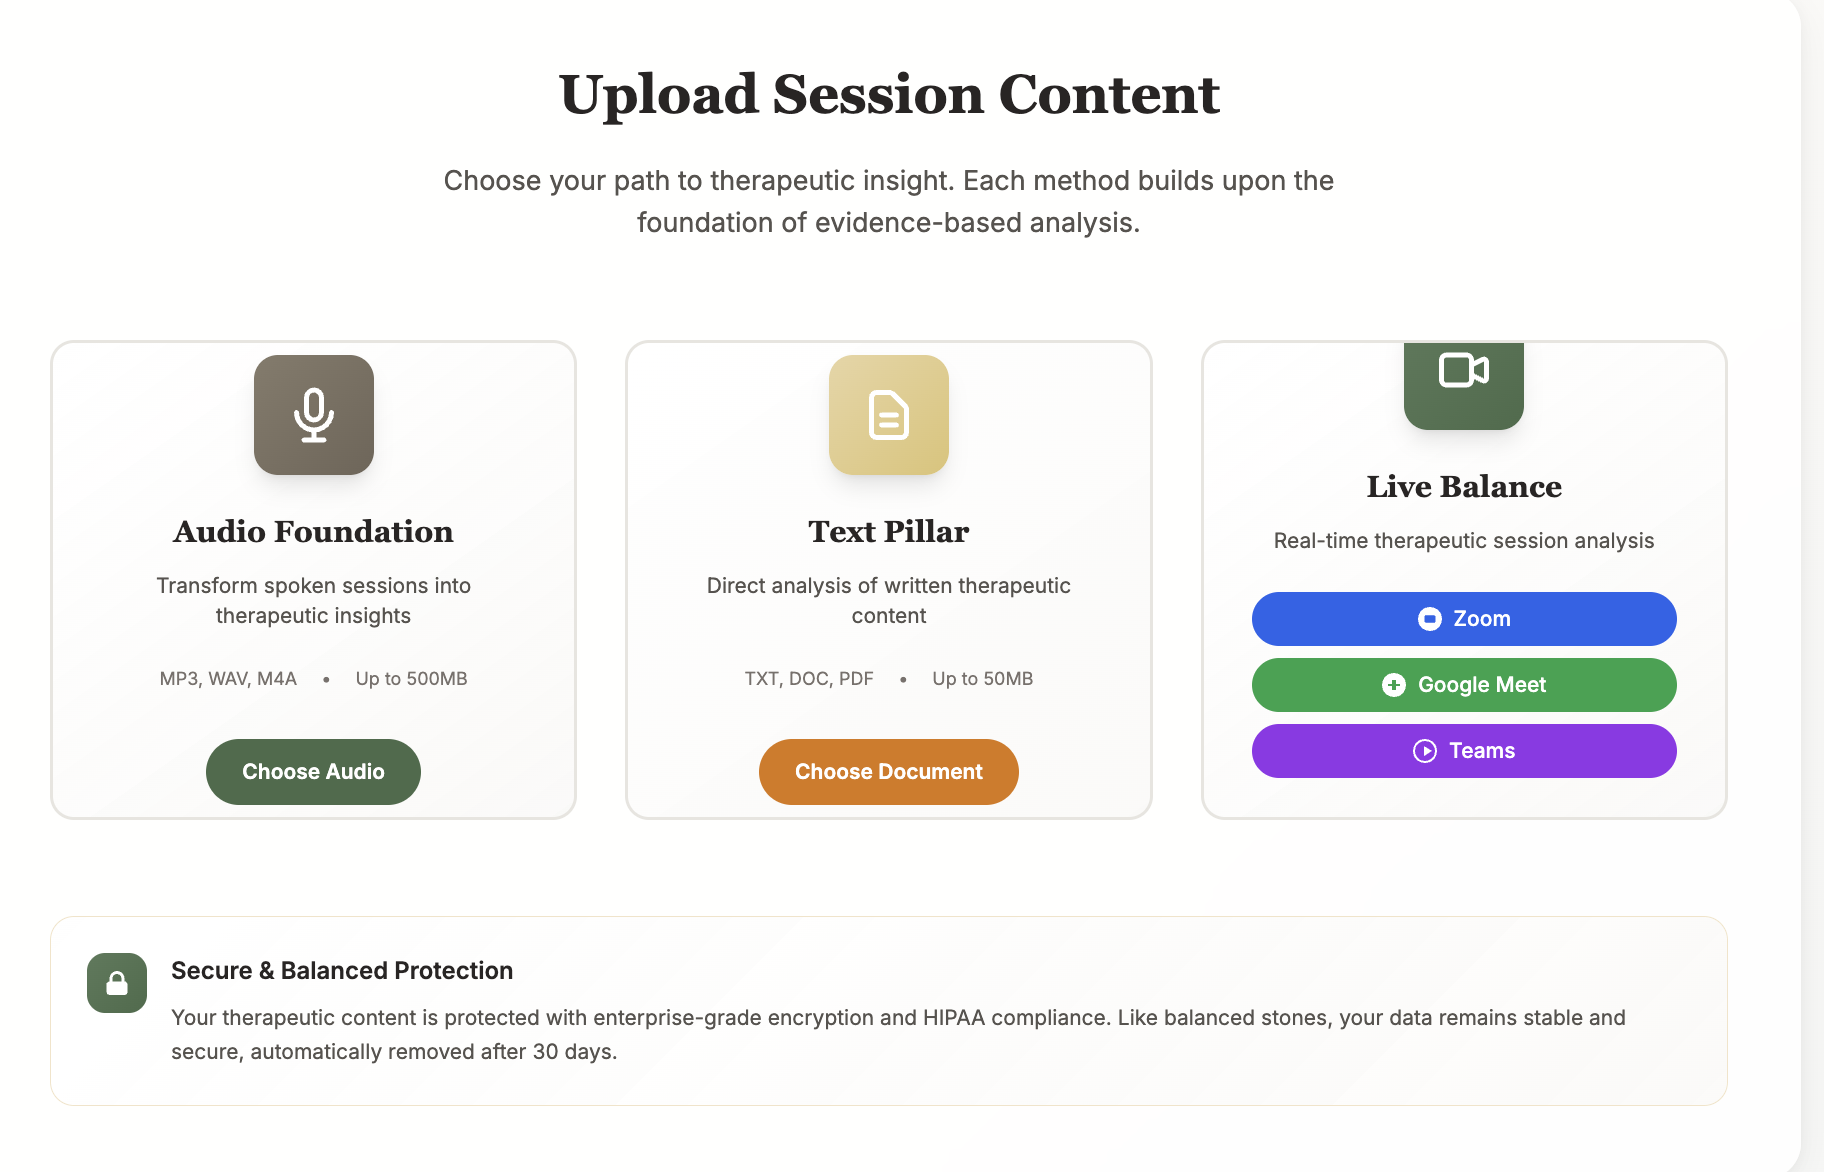 Upload Session Content
Choose your path to therapeutic insight. Each method builds upon the
foundation of evidence-based analysis.
Audio Foundation
Transform spoken sessions into
therapeutic insights
MP3, WAV, M4A • Up to 500MB
Choose Audio
Text Pillar
Direct analysis of written therapeutic
content
TXT, DOC, PDF • Up to 50MB
Choose Document
Live Balance
Real-time therapeutic session analysis
Zoom
Google Meet
Teams
Secure & Balanced Protection
Your therapeutic content is protected with enterprise-grade encryption and HIPAA compliance. Like balanced stones, your data remains stable and
secure, automatically removed after 30 days.